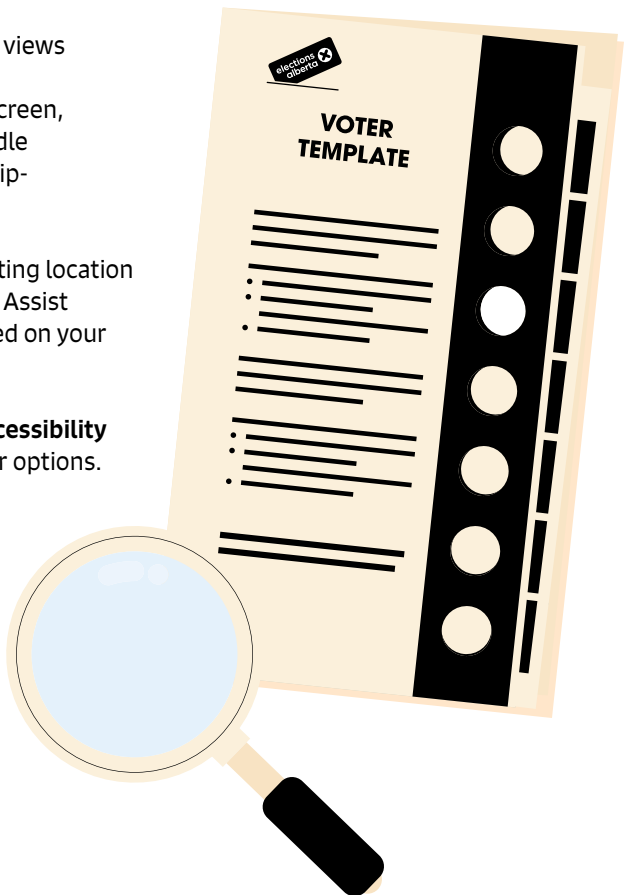 views
creen,
dle
ip-
ting location
Assist
ed on your
cessibility
r options.
elections
alberta
VOTER
TEMPLATE